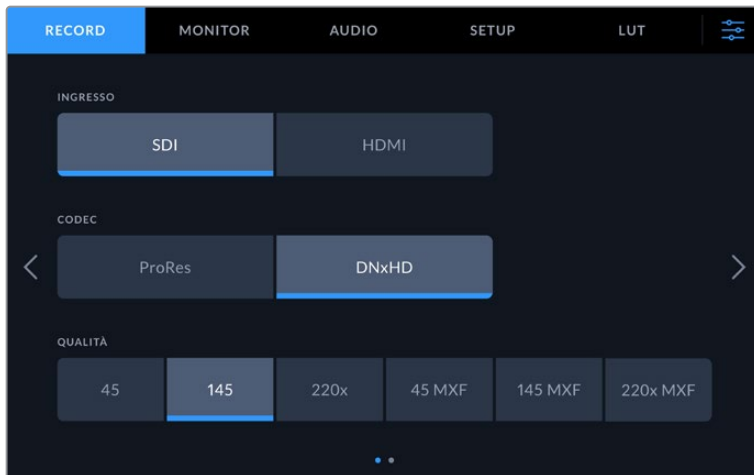 RECORD MONITOR AUDIO SETUP LUT
INGRESSO
SDI HDMI
CODEC
ProRes DNxHD
QUALITÀ
45 145 220x 45 MXF 145 MXF 220x MXF